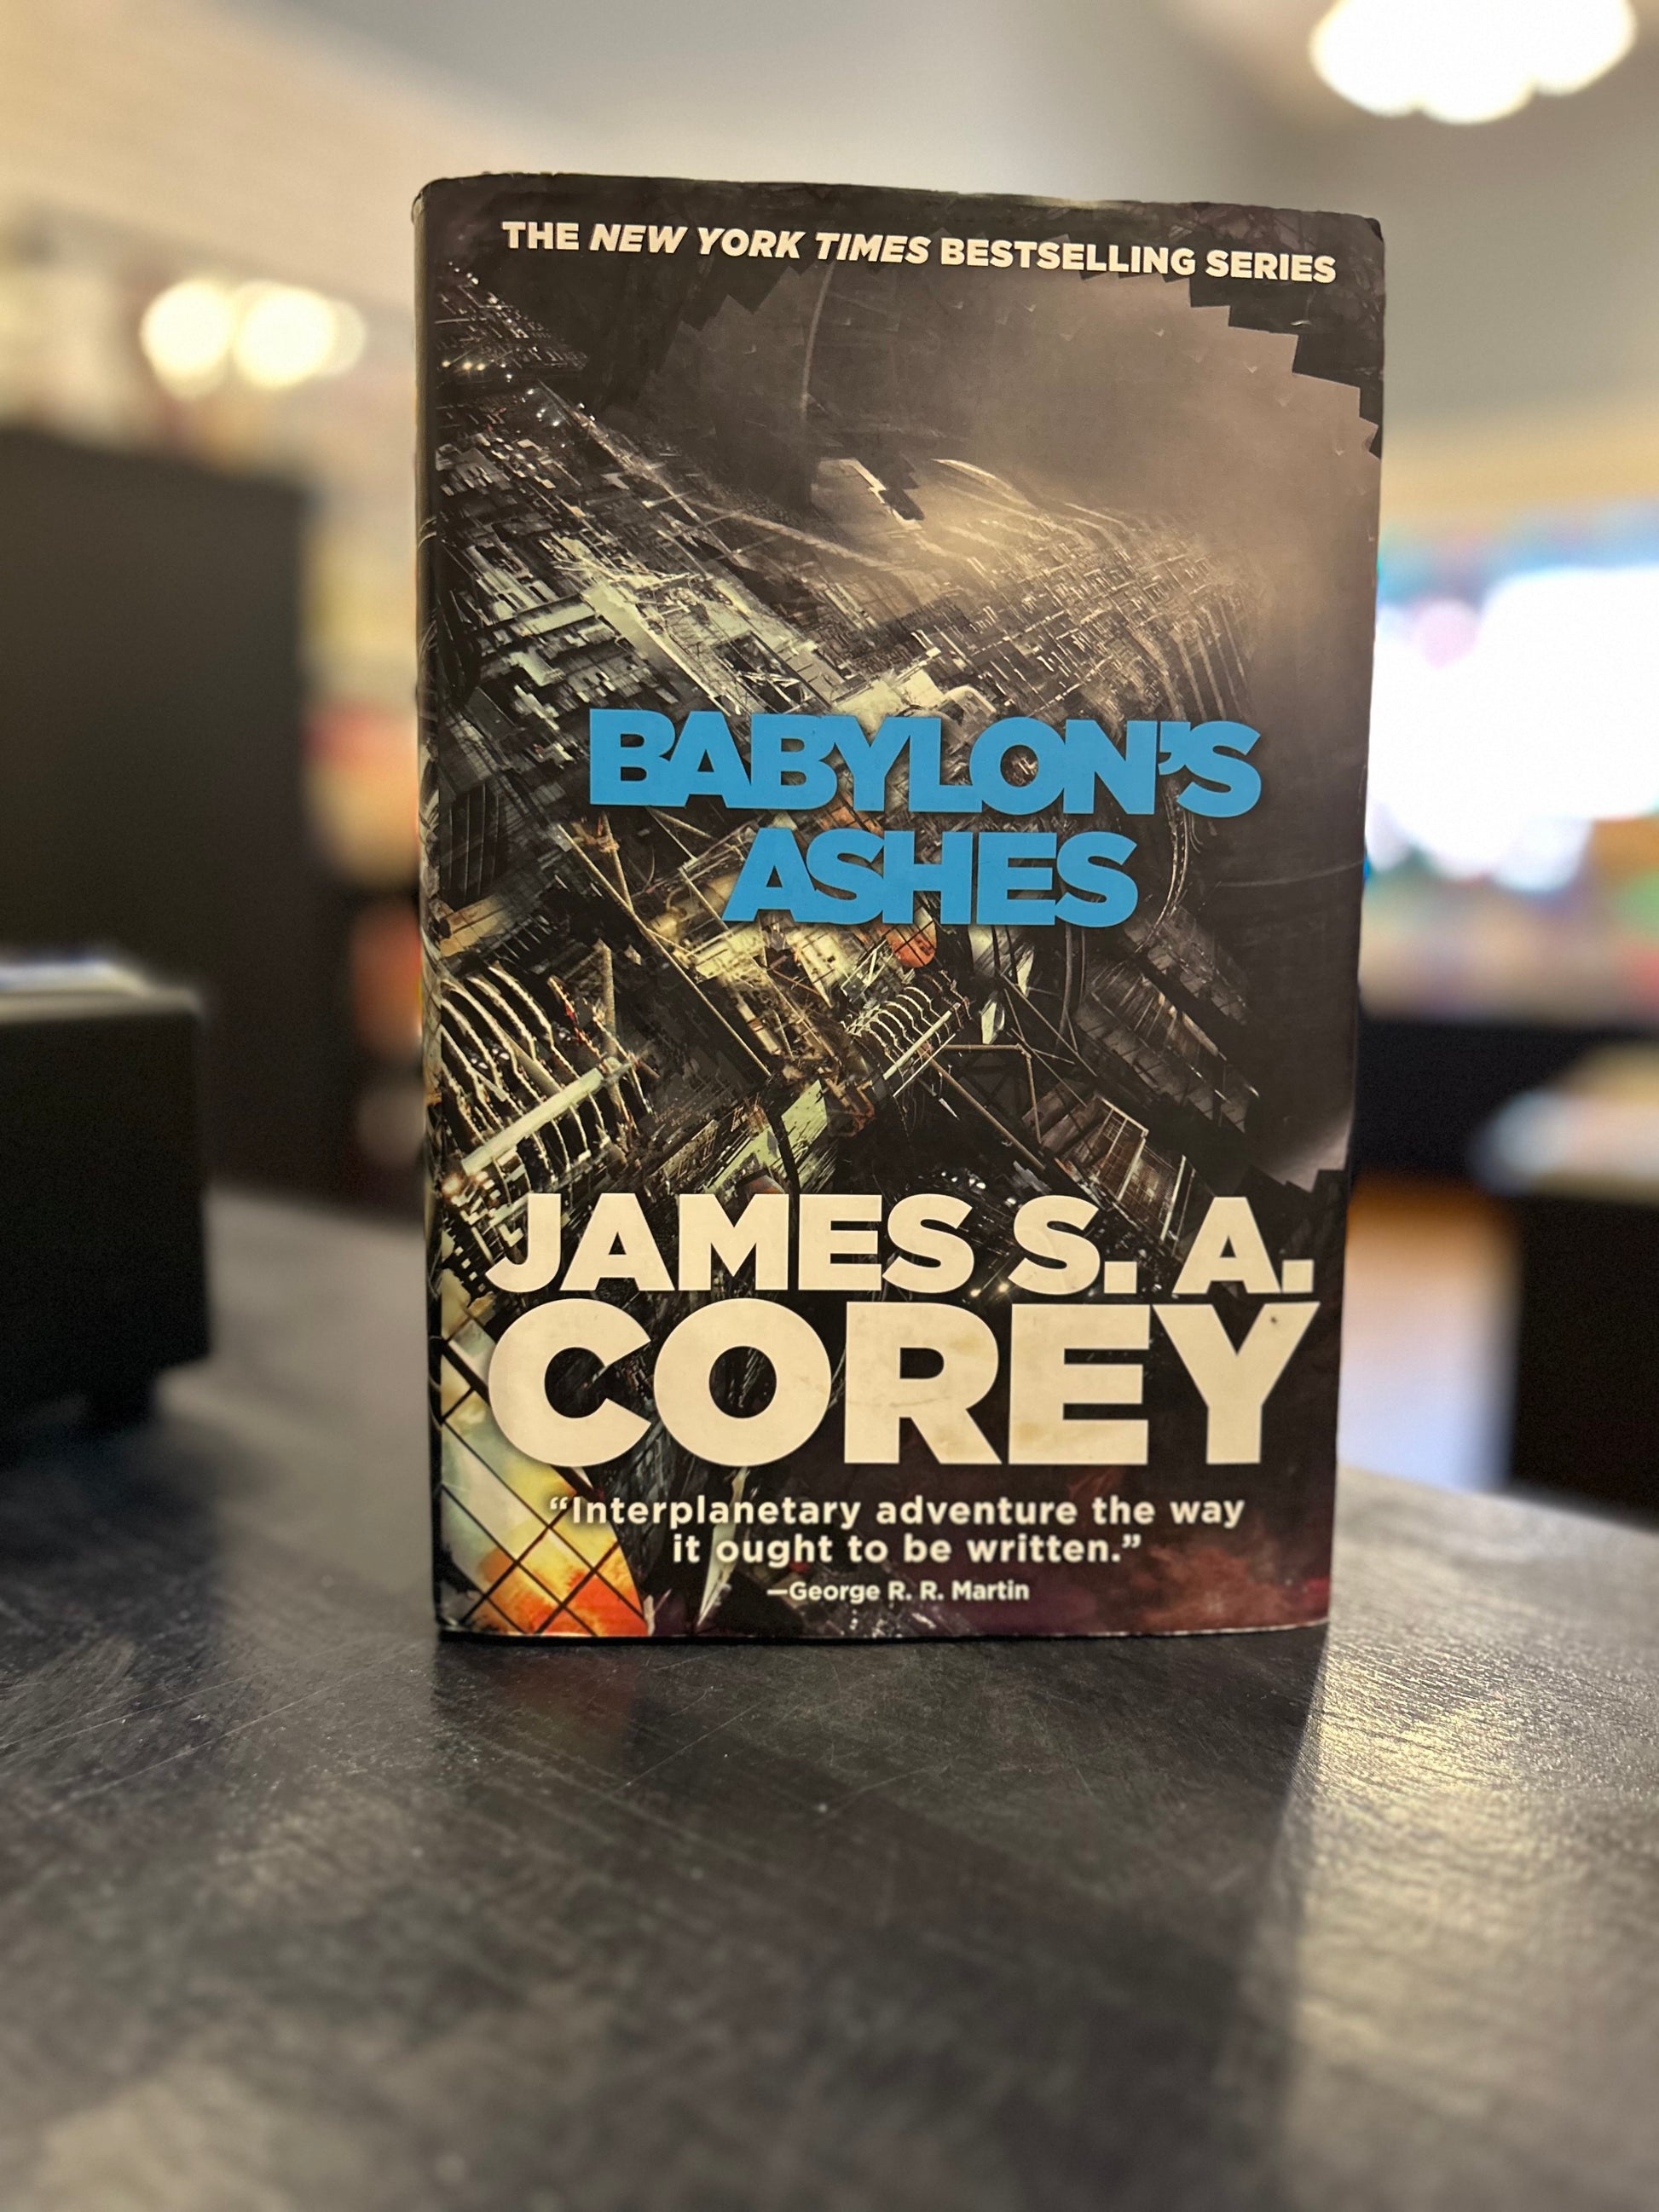 THE NEW YORK TIMES BESTSELLING SERIES
BABYLON'S
ASHES
JAMES S. A.
COREY
“Interplanetary adventure the way
it ought to be written.”
—George R. R. Martin